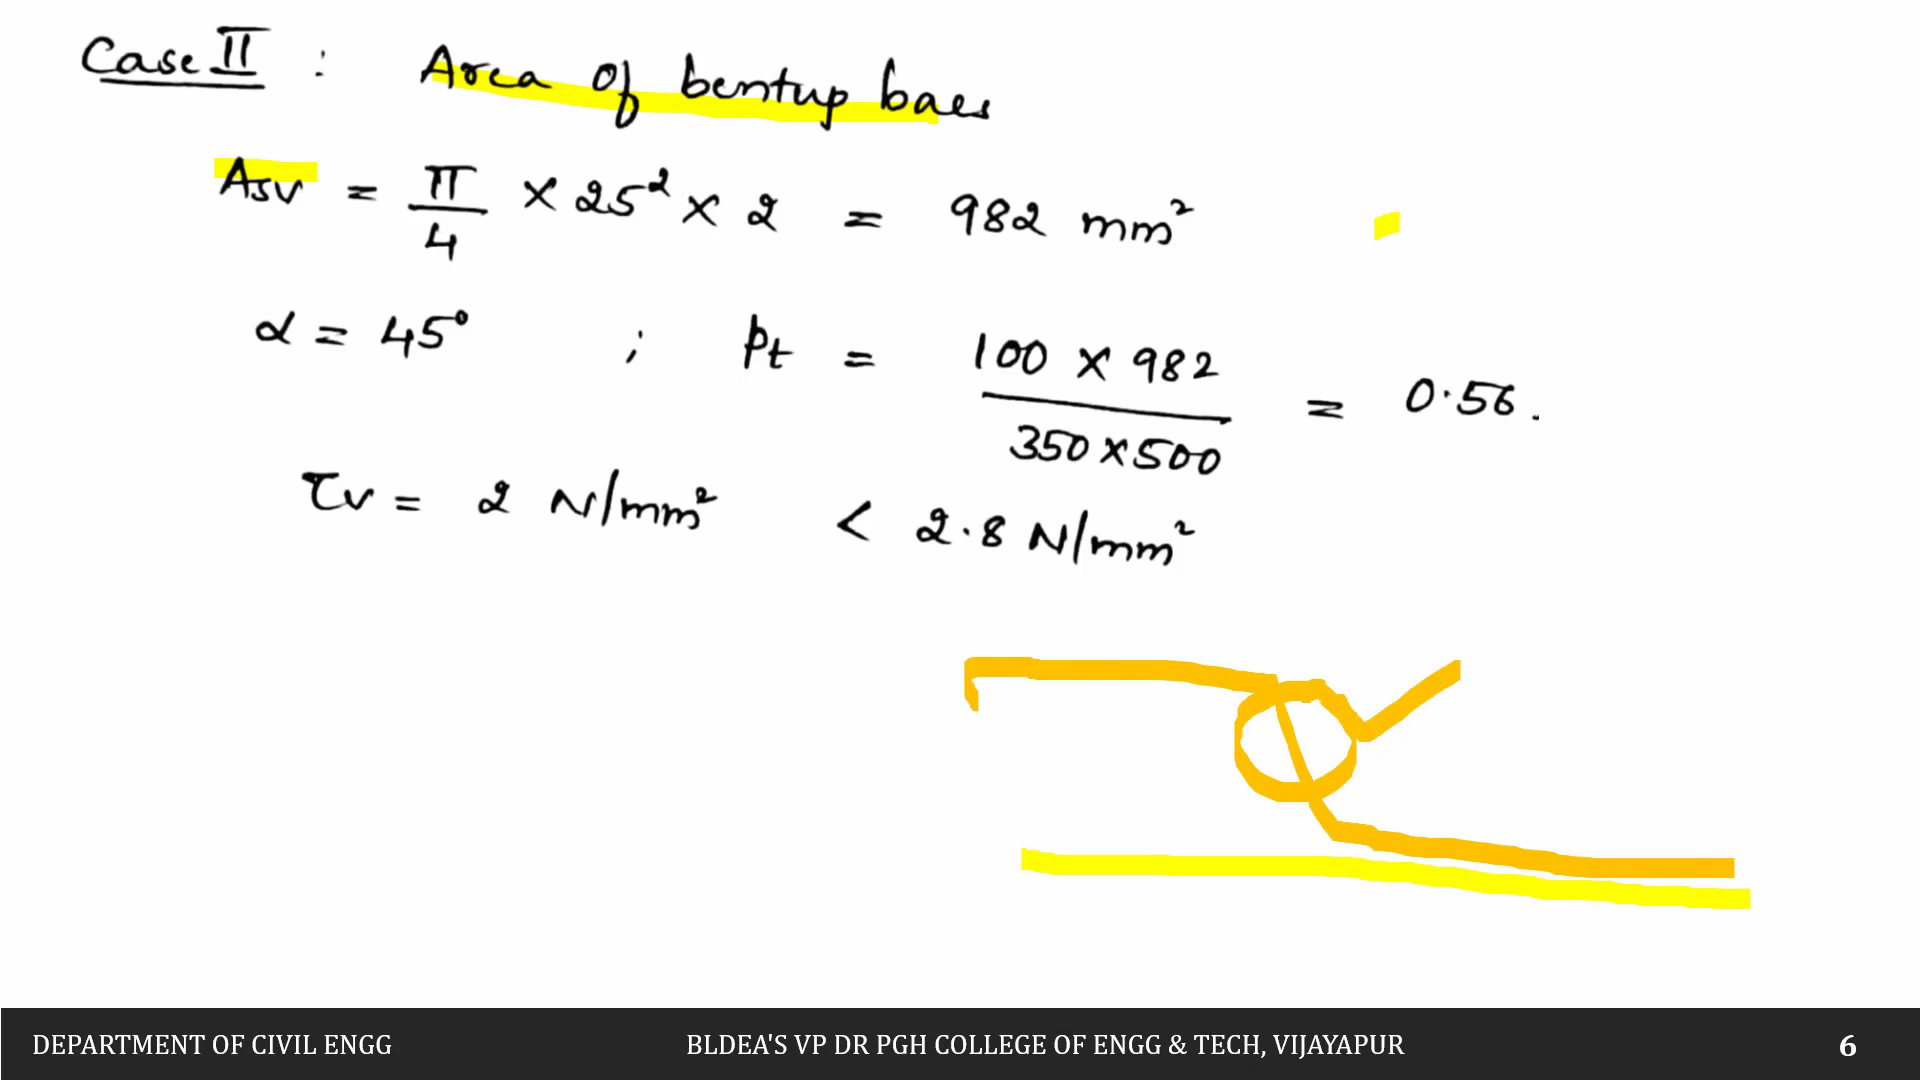 Case II : Area of bentup bars
Asv = π/4 × 25² × 2 = 982 mm²
α = 45° ; Pt = 100 × 982 / 350 × 500 = 0.56.
τv = 2 N/mm² < 2.8 N/mm²
DEPARTMENT OF CIVIL ENGG BLDEA'S VP DR PGH COLLEGE OF ENGG & TECH, VIJAYAPUR 6